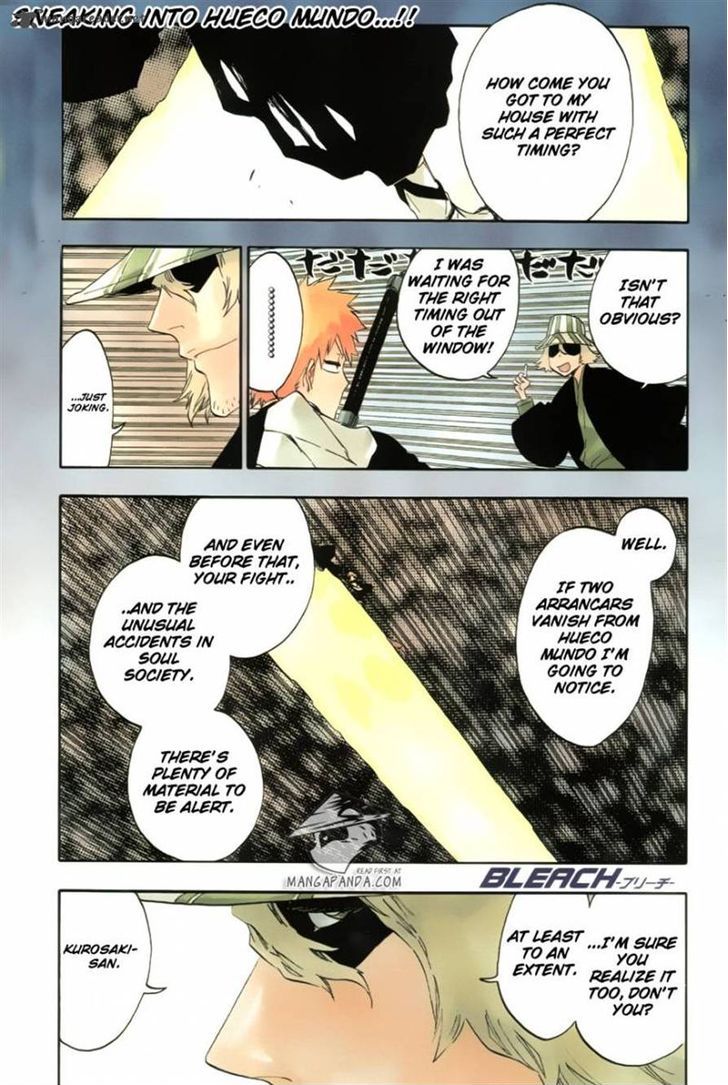 SNEAKING INTO HUECO MUNDO...!!
HOW COME YOU
GOT TO MY
HOUSE WITH
SUCH A PERFECT
TIMING?
ISN'T
THAT
OBVIOUS?
I WAS
WAITING FOR
THE RIGHT
TIMING OUT
OF THE
WINDOW!
だだだだ
...JUST
JOKING.
WELL.
IF TWO
ARRANCARS
VANISH FROM
HUECO
MUNDO I'M
GOING TO
NOTICE.
AND EVEN
BEFORE THAT,
YOUR FIGHT..
..AND THE
UNUSUAL
ACCIDENTS IN
SOUL
SOCIETY.
THERE'S
PLENTY OF
MATERIAL TO
BE ALERT.
READ FIRST AT
MANGAPANDA.COM
BLEACH-ブリーチ-
...I'M SURE
YOU
REALIZE IT
TOO, DON'T
YOU?
AT LEAST
TO AN
EXTENT.
KUROSAKI-
SAN.